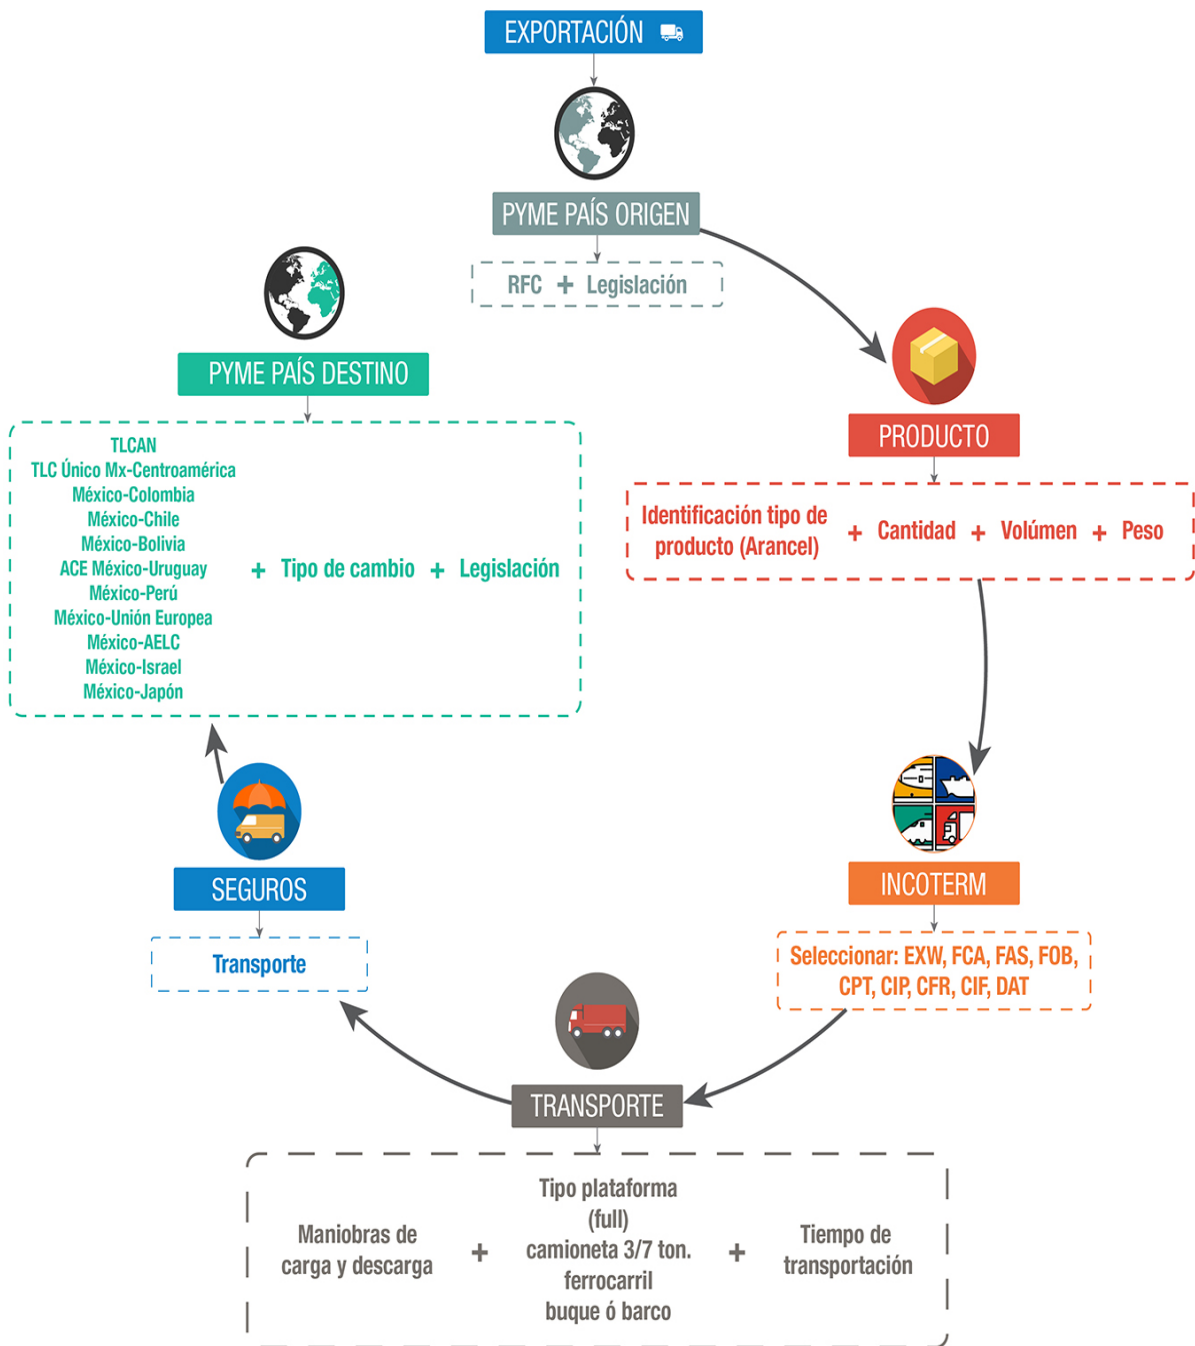 EXPORTACIÓN
PYME PAÍS ORIGEN
RFC + Legislación
PRODUCTO
Identificación tipo de
producto (Arancel) + Cantidad + Volúmen + Peso
INCOTERM
Seleccionar: EXW, FCA, FAS, FOB,
CPT, CIP, CFR, CIF, DAT
TRANSPORTE
Maniobras de
carga y descarga
+
Tipo plataforma
(full)
camioneta 3/7 ton.
ferrocarril
buque ó barco
+
Tiempo de
transportación
SEGUROS
Transporte
PYME PAÍS DESTINO
TLCAN
TLC Único Mx-Centroamérica
México-Colombia
México-Chile
México-Bolivia
ACE México-Uruguay
México-Perú
México-Unión Europea
México-AELC
México-Israel
México-Japón
+ Tipo de cambio + Legislación